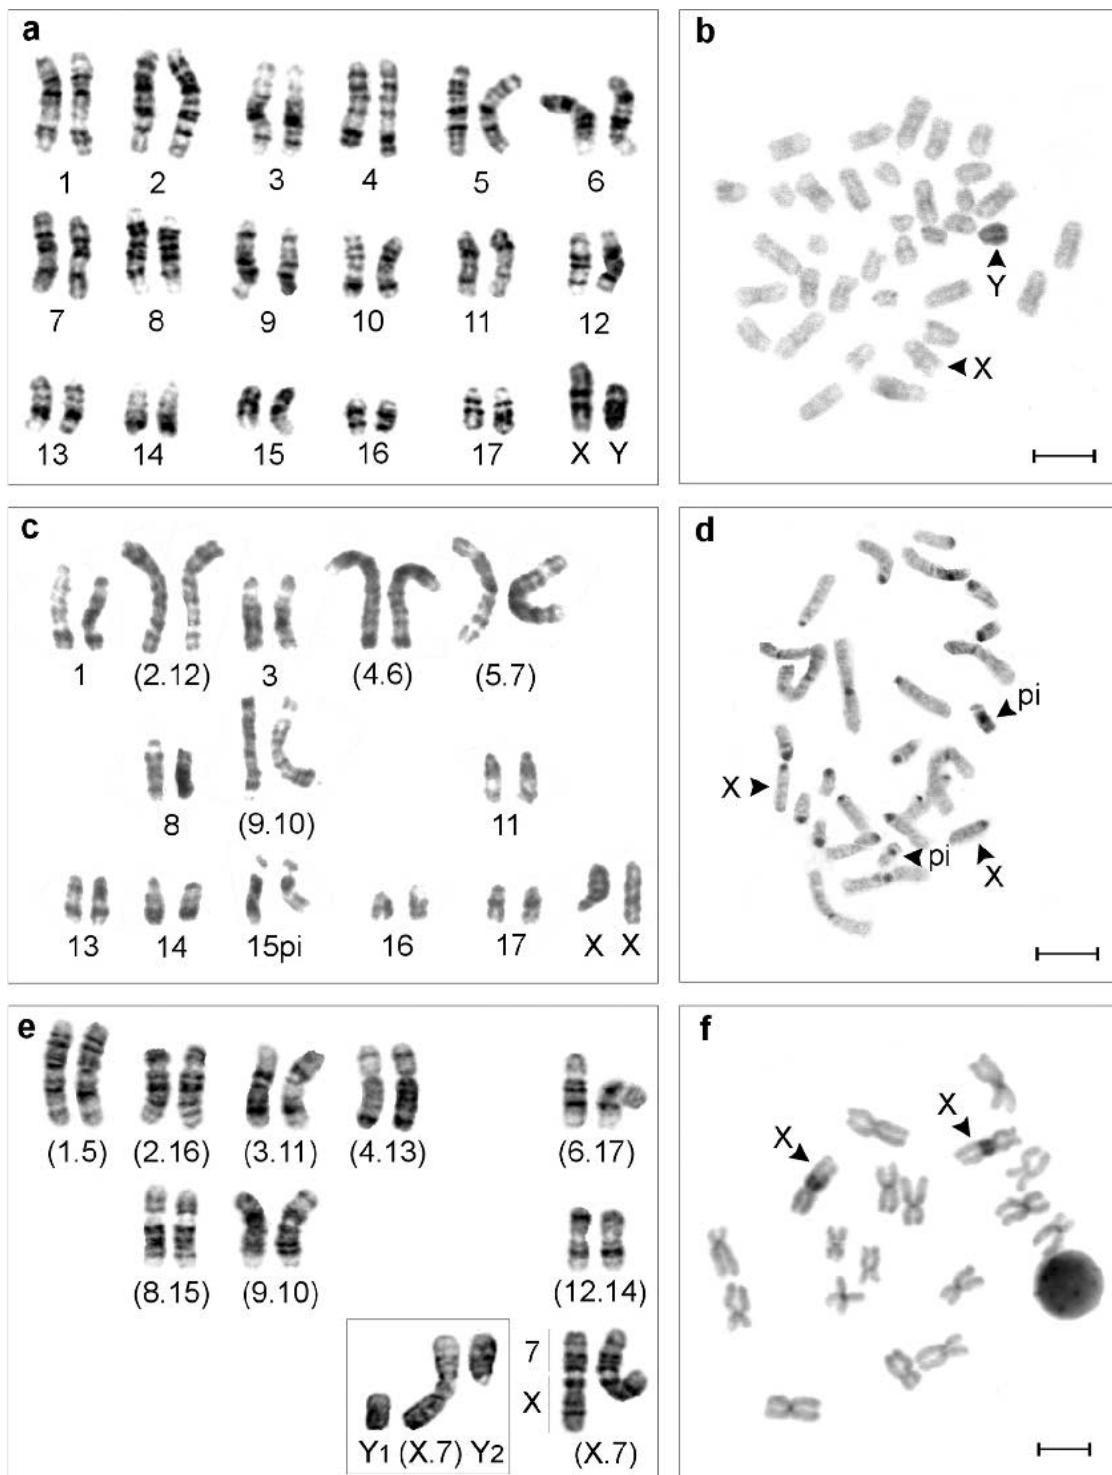 a
1 2 3 4 5 6
7 8 9 10 11 12
13 14 15 16 17 X Y
b
Y
X
c
1 (2.12) 3 (4.6) (5.7)
8 (9.10) 11
13 14 15pi 16 17 X X
d
pi
X
pi
X
e
(1.5) (2.16) (3.11) (4.13) (6.17)
(8.15) (9.10) (12.14)
7
X
Y1 (X.7) Y2 (X.7)
f
X
X